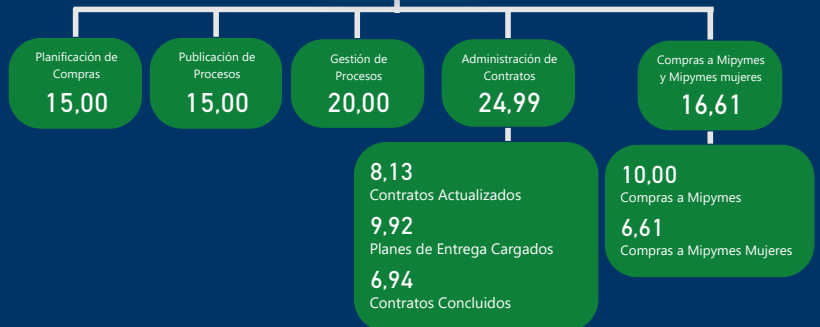 Planificación de
Compras
15,00
Publicación de
Procesos
15,00
Gestión de
Procesos
20,00
Administración de
Contratos
24,99
Compras a Mipymes
y Mipymes mujeres
16,61
8,13
Contratos Actualizados
9,92
Planes de Entrega Cargados
6,94
Contratos Concluidos
10,00
Compras a Mipymes
6,61
Compras a Mipymes Mujeres